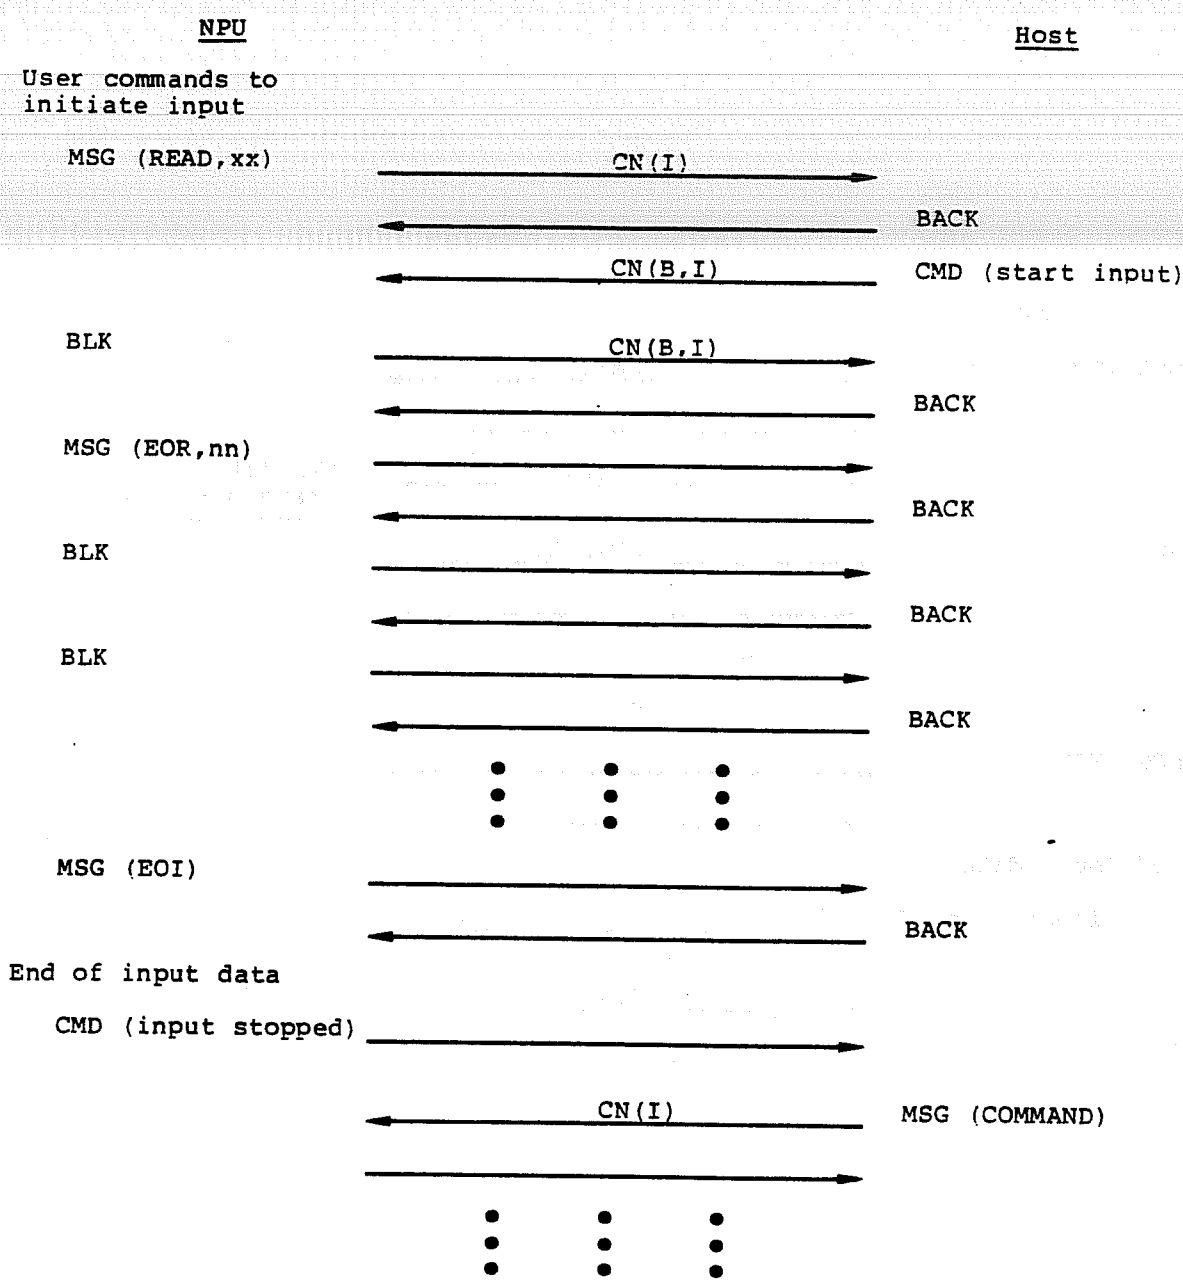 NPU
Host
User commands to
initiate input
MSG (READ,xx)
CN(I)
BACK
CN(B,I)
CMD (start input)
BLK
CN(B,I)
BACK
MSG (EOR,nn)
BACK
BLK
BACK
BLK
BACK
MSG (EOI)
BACK
End of input data
CMD (input stopped)
CN(I)
MSG (COMMAND)